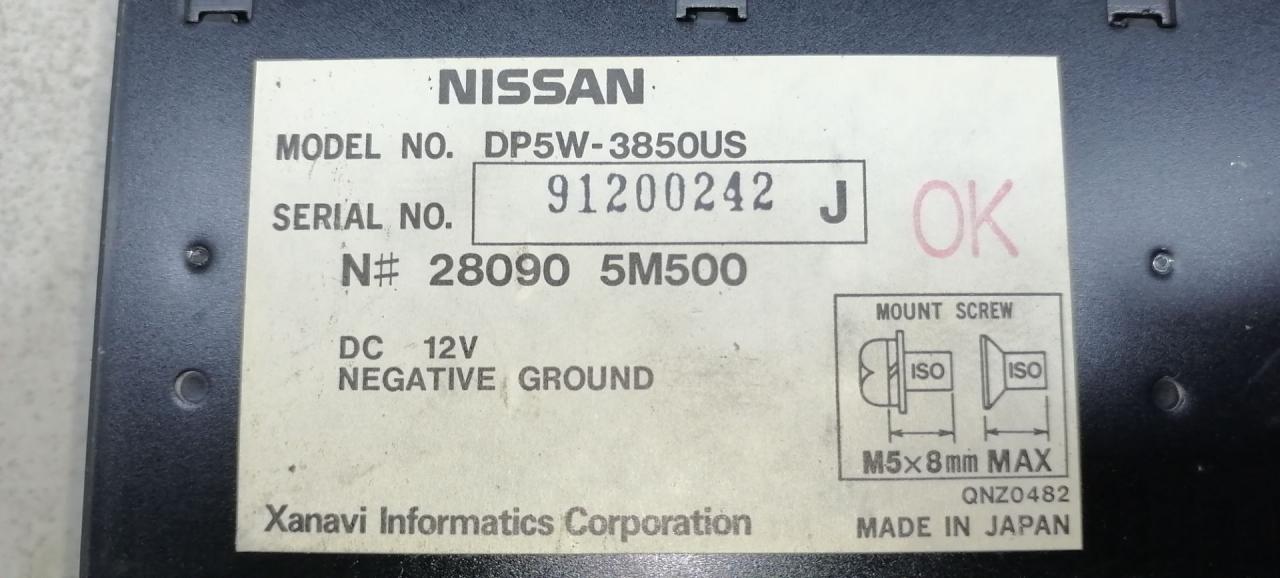 NISSAN
MODEL NO. DP5W-3850US
SERIAL NO. 91200242 J
OK
N# 28090 5M500
MOUNT SCREW
ISO ISO
M5×8mm MAX
DC 12V
NEGATIVE GROUND
QNZ0482
Xanavi Informatics Corporation
MADE IN JAPAN